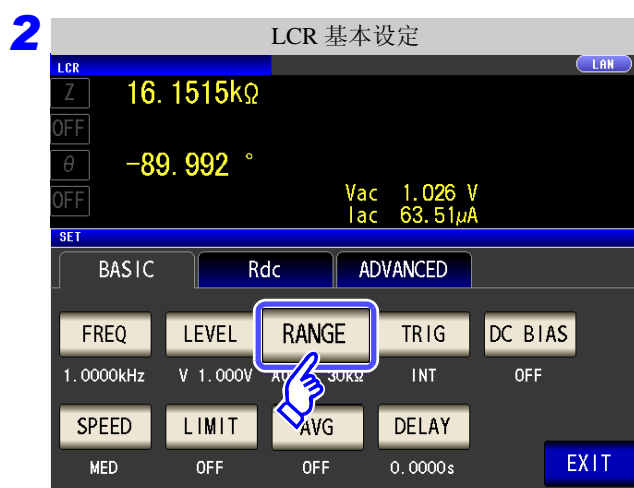 2
LCR 基本设定
LCR
LAN
Z 16.1515kΩ
OFF
θ -89.992 °
OFF
Vac 1.026 V
Iac 63.51μA
SET
BASIC Rdc ADVANCED
FREQ LEVEL RANGE TRIG DC BIAS
1.0000kHz V 1.000V 30kΩ INT OFF
SPEED LIMIT AVG DELAY
MED OFF OFF 0.0000s
EXIT